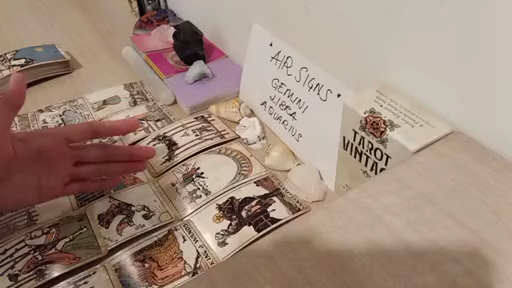 AIR SIGNS
GEMINI
LIBRA
AQUARIUS
TAROT
VINTAG